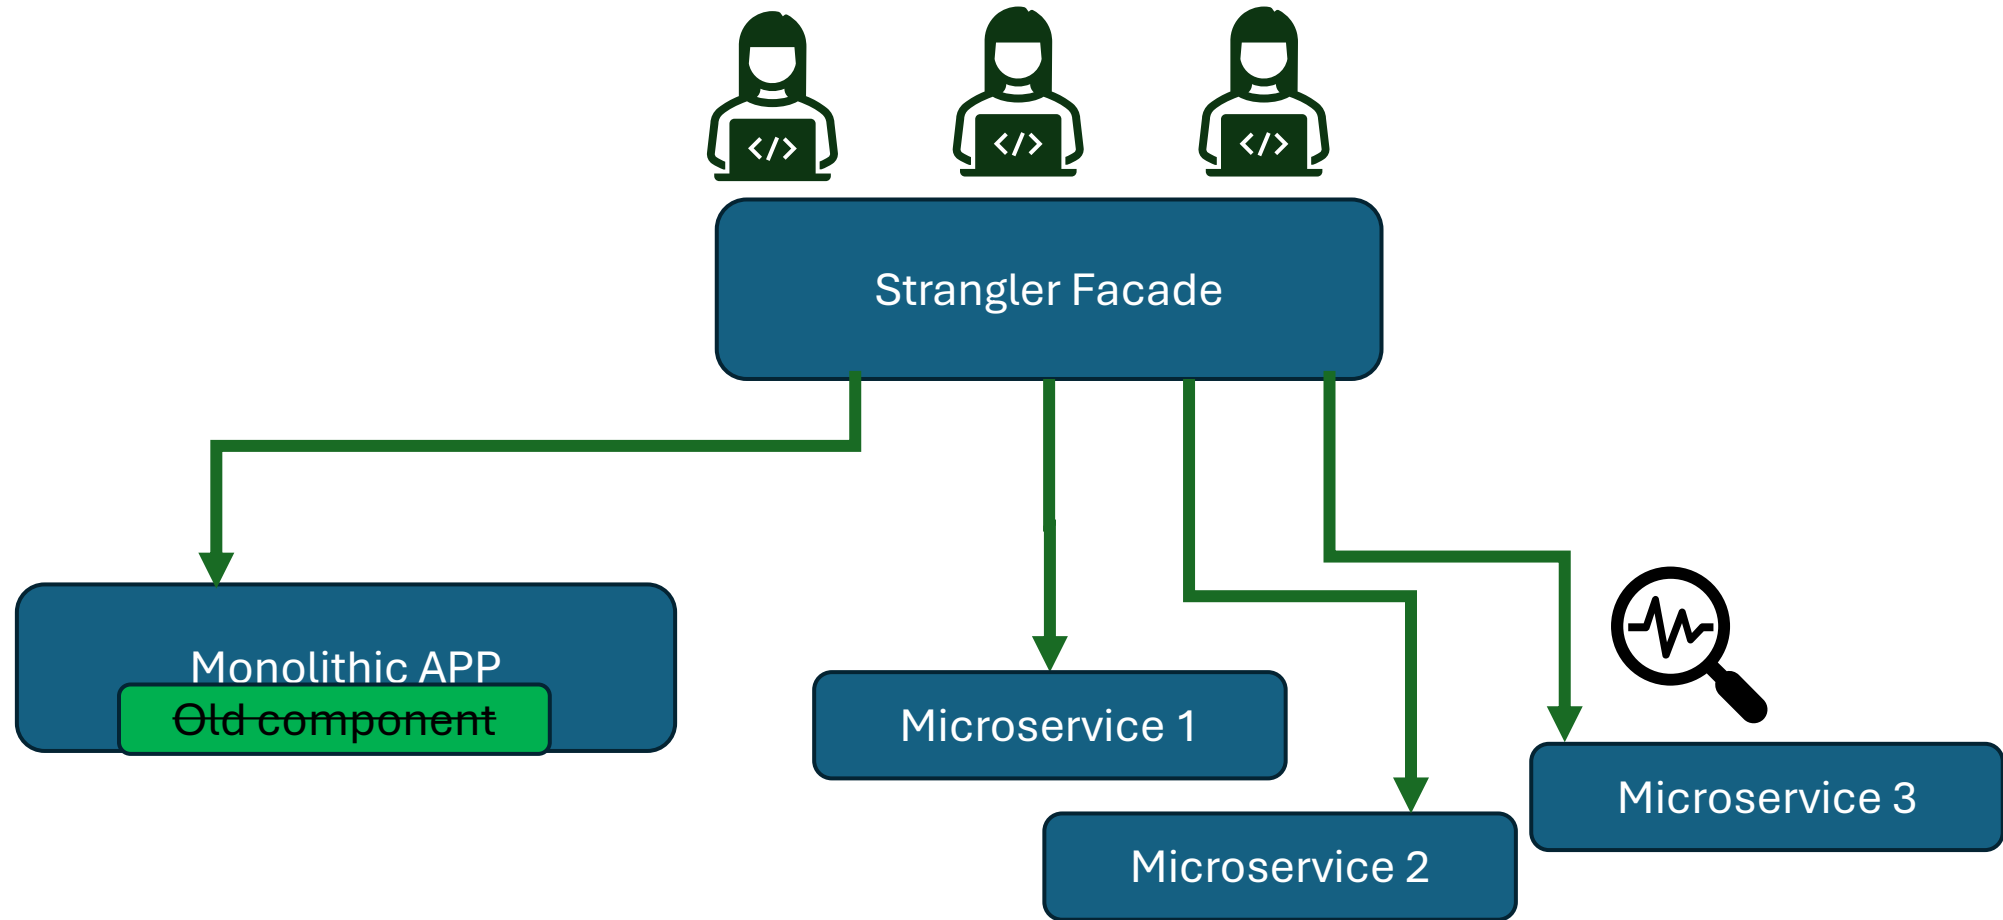 </>
</>
</>
Strangler Facade
Monolithic APP
Old component
Microservice 1
Microservice 3
Microservice 2